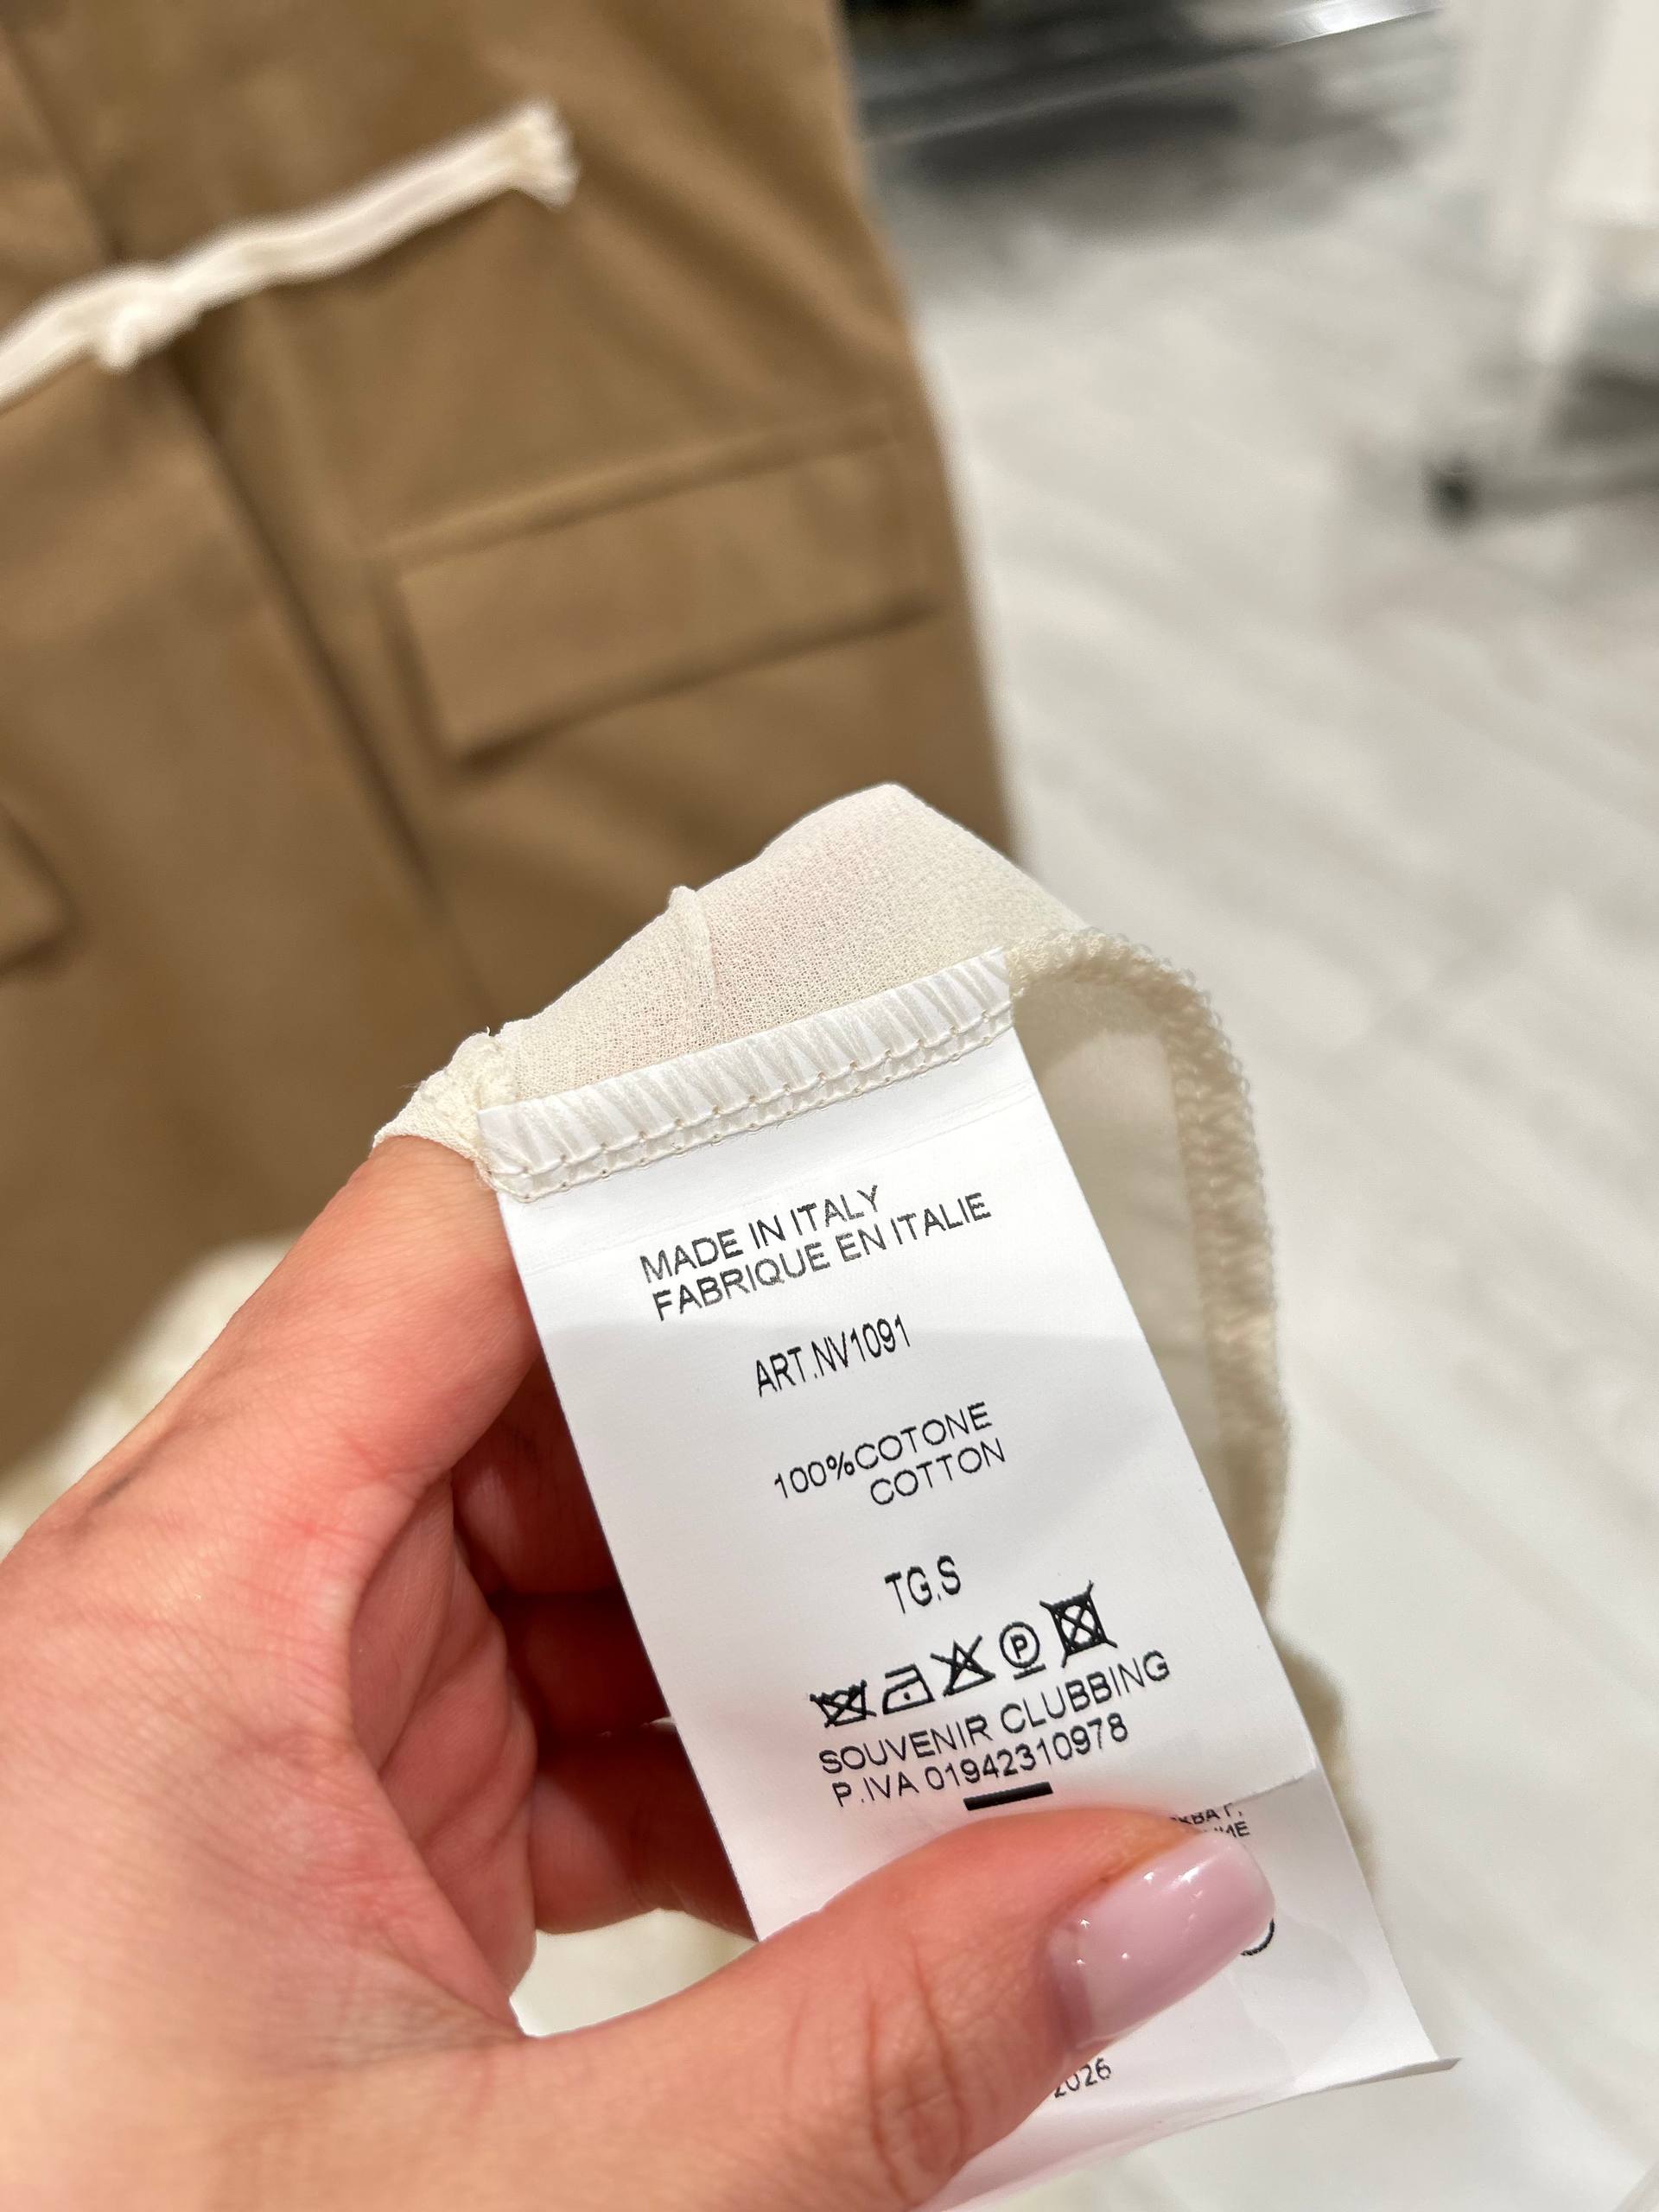 MADE IN ITALY
FABRIQUE EN ITALIE
ART.NV1091
100%COTONE
COTTON
TG.S
P
SOUVENIR CLUBBING
P.IVA 01942310978
2026